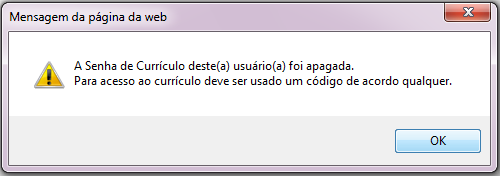 Mensagem da página da web
A Senha de Currículo deste(a) usuário(a) foi apagada.
Para acesso ao currículo deve ser usado um código de acordo qualquer.
OK